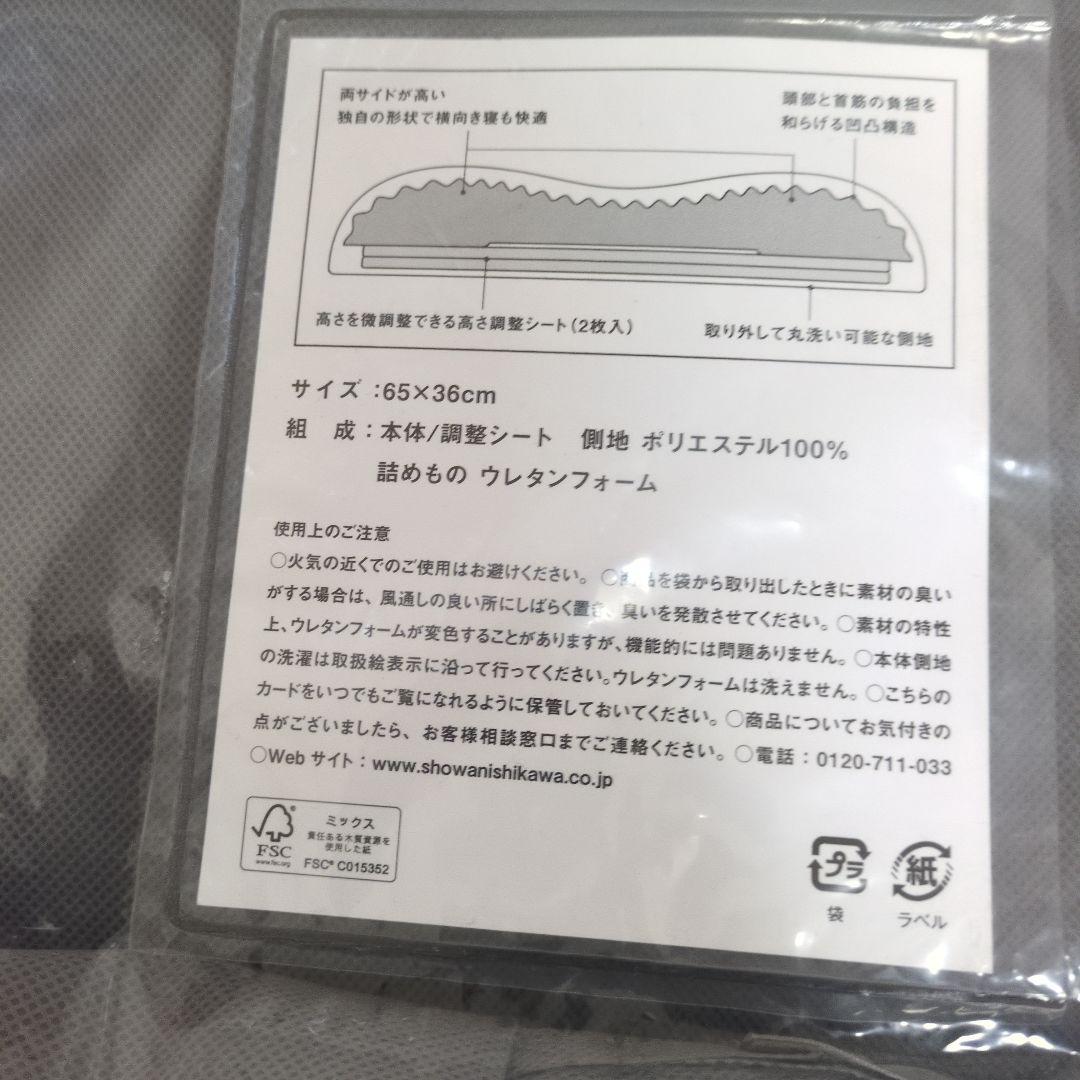 両サイドが高い
独自の形状で横向き寝も快適
頭部と首筋の負担を
和らげる凹凸構造
高さを微調整できる高さ調整シート(2枚入)
取り外して丸洗い可能な側地
サイズ:65×36cm
組 成:本体/調整シート 側地 ポリエステル100%
詰めもの ウレタンフォーム
使用上のご注意
○火気の近くでのご使用はお避けください。○商品を袋から取り出したときに素材の臭い
がする場合は、風通しの良い所にしばらく置き、臭いを発散させてください。○素材の特性
上、ウレタンフォームが変色することがありますが、機能的には問題ありません。○本体側地
の洗濯は取扱絵表示に沿って行ってください。ウレタンフォームは洗えません。○こちらの
カードをいつでもご覧になれるように保管しておいてください。○商品についてお気付きの
点がございましたら、お客様相談窓口までご連絡ください。○電話:0120-711-033
○Webサイト:www.showanishikawa.co.jp
FSC®
www.fsc.org
ミックス
責任ある木質資源を
使用した紙
FSC® C015352
プラ
袋
紙
ラベル